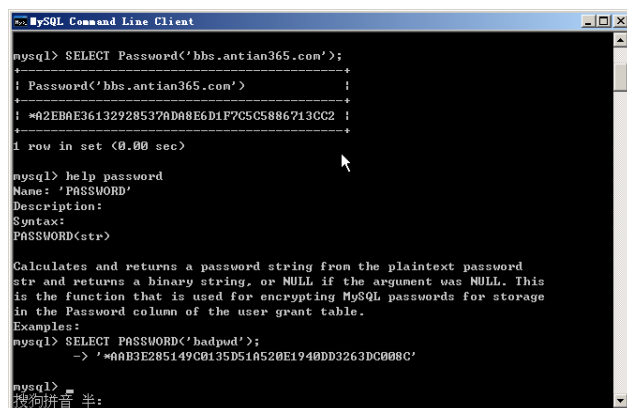 MySQL Command Line Client
mysql> SELECT Password('bbs.antian365.com');
+-------------------------------------------+
| Password('bbs.antian365.com')             |
+-------------------------------------------+
| *A2EBAE36132928537ADA8E6D1F7C5C5886713CC2 |
+-------------------------------------------+
1 row in set (0.00 sec)
mysql> help password
Name: 'PASSWORD'
Description:
Syntax:
PASSWORD(str)
Calculates and returns a password string from the plaintext password
str and returns a binary string, or NULL if the argument was NULL. This
is the function that is used for encrypting MySQL passwords for storage
in the Password column of the user grant table.
Examples:
mysql> SELECT PASSWORD('badpwd');
        -> '*AAB3E285149C0135D51A520E1940DD3263DC008C'
mysql> _
搜狗拼音 半: